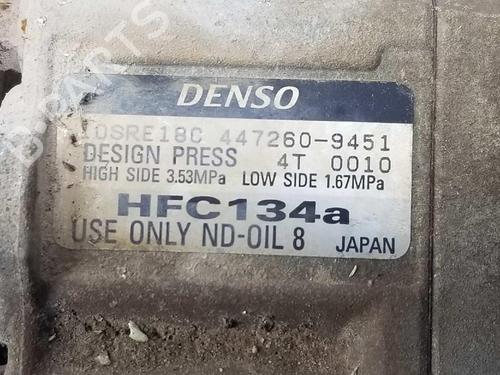 DENSO
10SRE18C 447260-9451
DESIGN PRESS 4T 0010
HIGH SIDE 3.53MPa LOW SIDE 1.67MPa
HFC134a
USE ONLY ND-OIL 8 JAPAN
B-PARTS